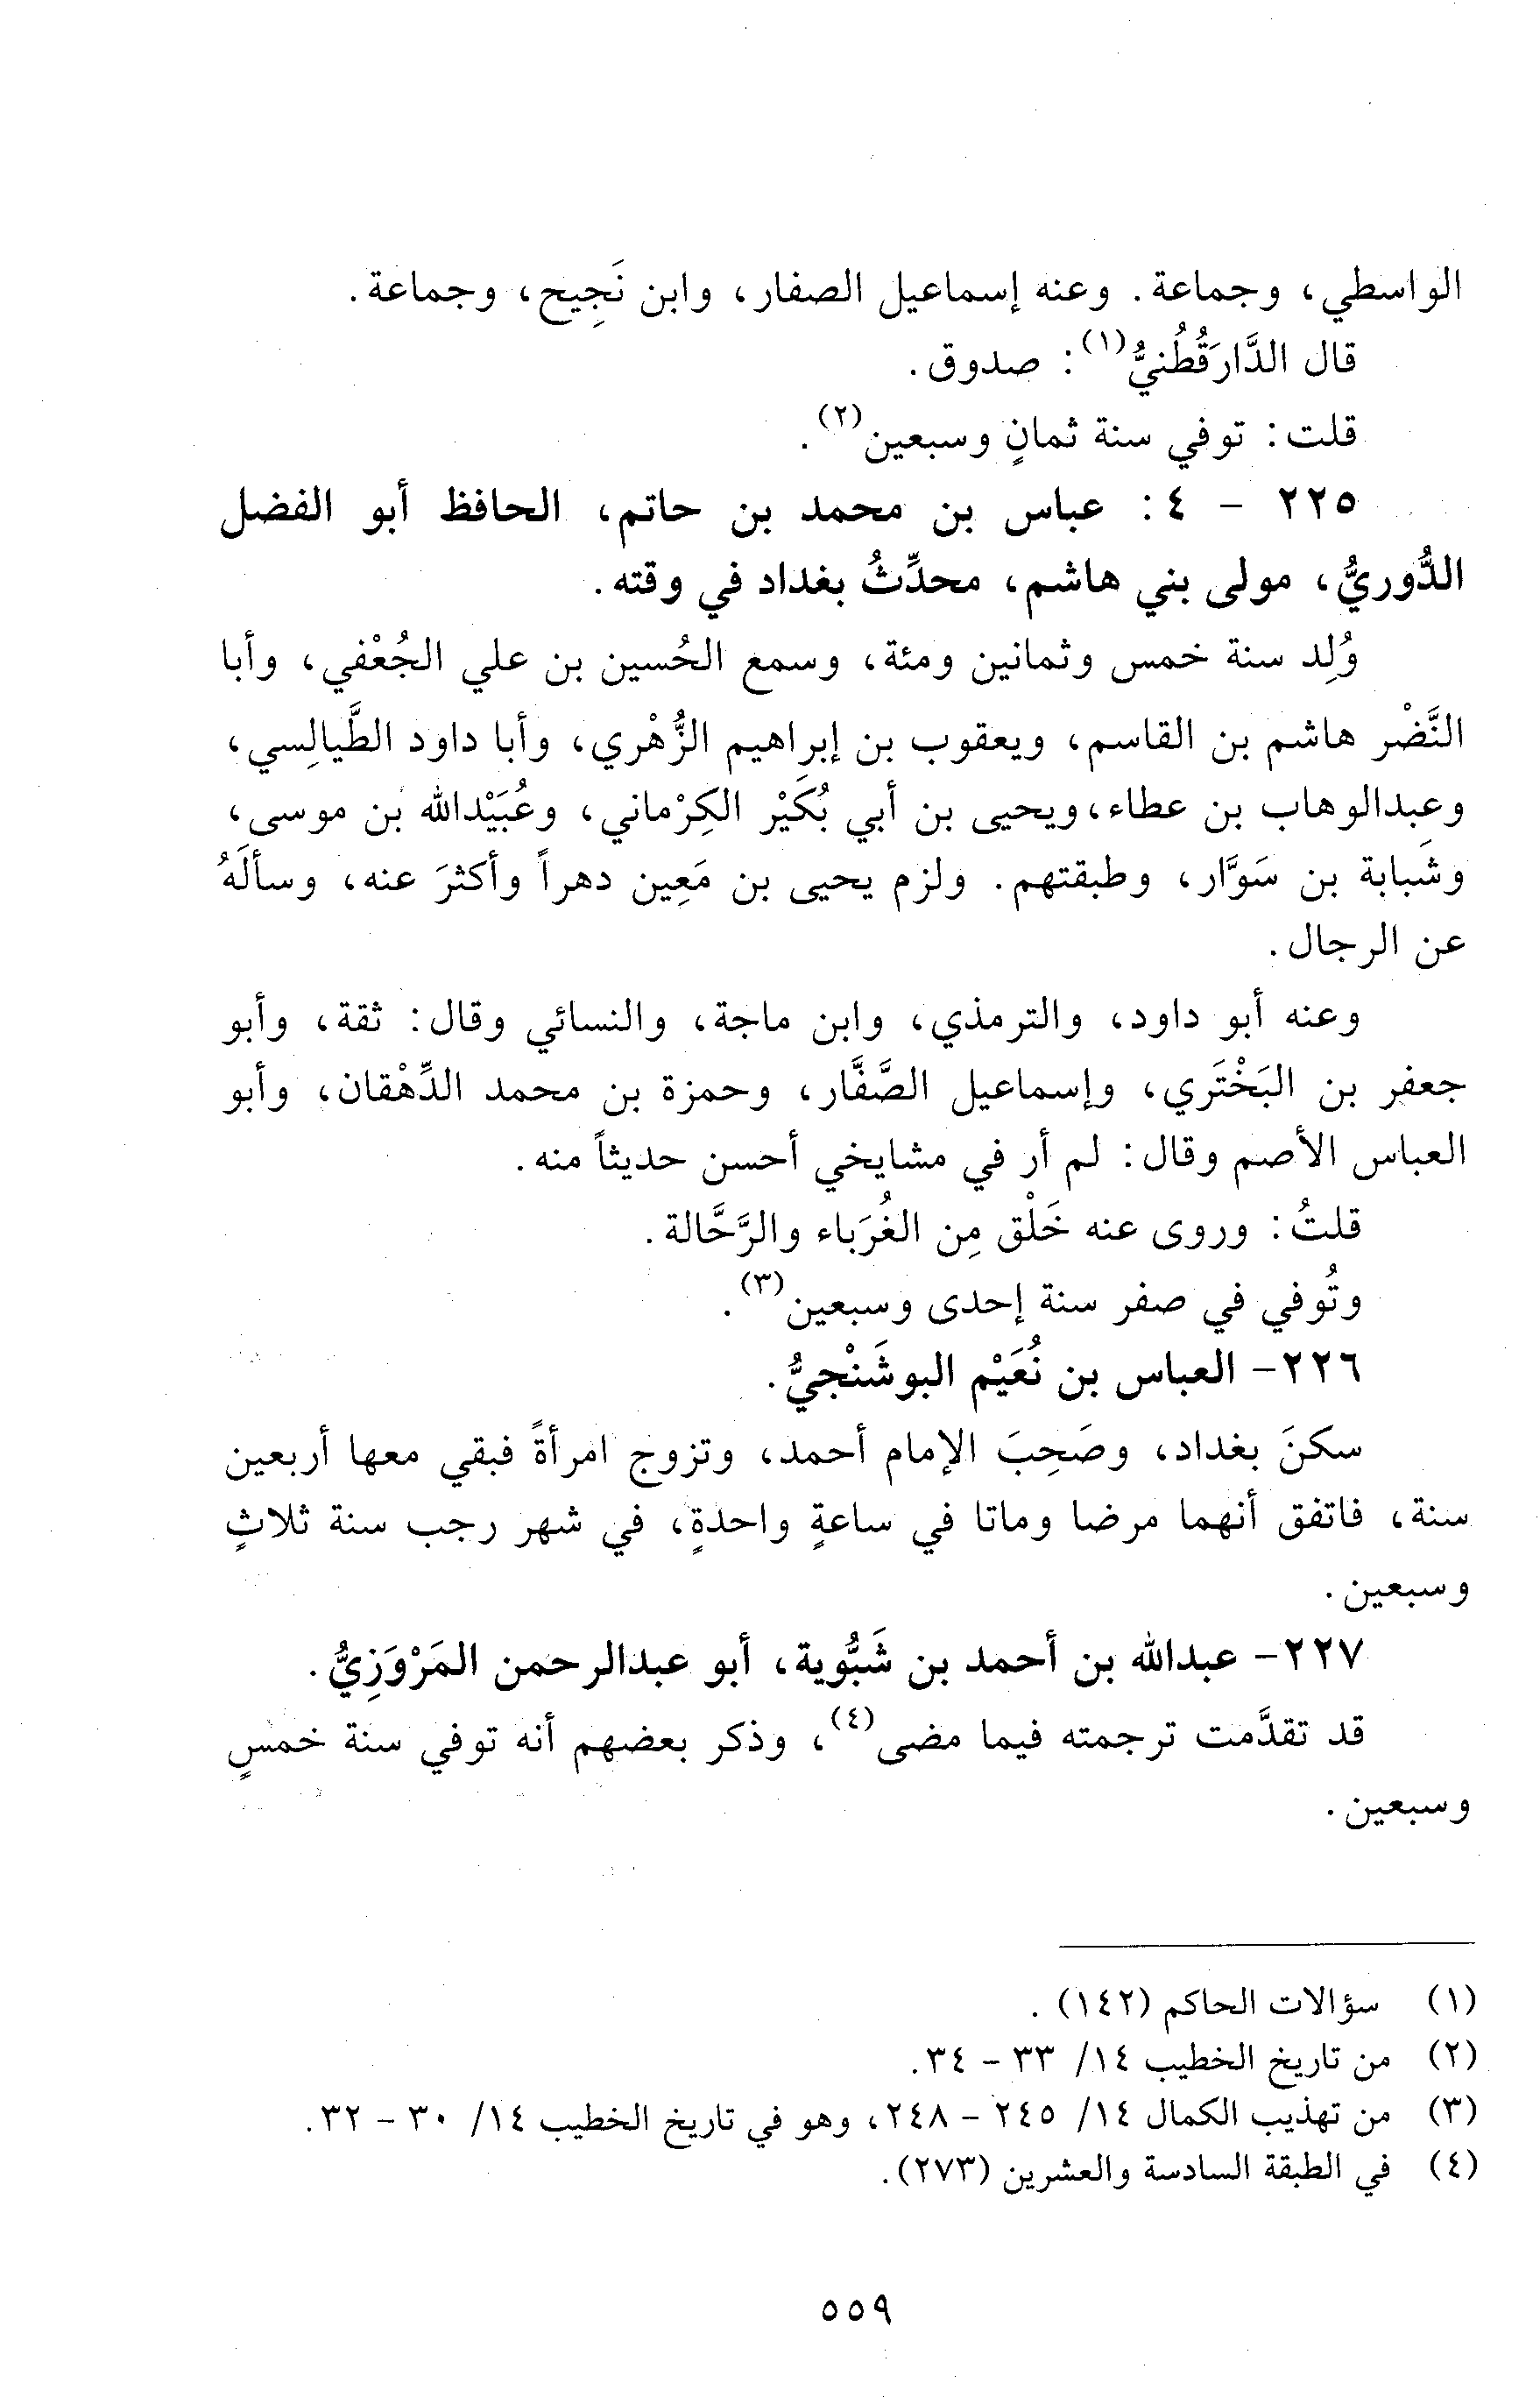 الواسطي، وجماعة. وعنه إسماعيل الصفار، وابن نَجِيح، وجماعة.
قال الدَّارَقُطُنيُّ(١): صدوق.
قلت: توفي سنة ثمانٍ وسبعين(٢).
٢٢٥ - ٤: عباس بن محمد بن حاتم، الحافظ أبو الفضل
الدُّوريُّ، مولى بني هاشم، محدِّثُ بغداد في وقته.
وُلِد سنة خمس وثمانين ومئة، وسمع الحُسين بن علي الجُعْفي، وأبا
النَّضْر هاشم بن القاسم، ويعقوب بن إبراهيم الزُّهْري، وأبا داود الطَّيالِسي،
وعبدالوهاب بن عطاء، ويحيى بن أبي بُكَيْر الكِرْماني، وعُبَيْدالله بن موسى،
وشَبابة بن سَوَّار، وطبقتهم. ولزم يحيى بن مَعِين دهراً وأكثرَ عنه، وسألَهُ
عن الرجال.
وعنه أبو داود، والترمذي، وابن ماجة، والنسائي وقال: ثقة، وأبو
جعفر بن البَخْتَري، وإسماعيل الصَّفَّار، وحمزة بن محمد الدِّهْقان، وأبو
العباس الأصم وقال: لم أر في مشايخي أحسن حديثاً منه.
قلتُ: وروى عنه خَلْق مِن الغُرَباء والرَّحَّالة.
وتُوفي في صفر سنة إحدى وسبعين(٣).
٢٢٦- العباس بن نُعَيْم البوشَنْجيُّ.
سكنَ بغداد، وصَحِبَ الإمام أحمد، وتزوج امرأةً فبقي معها أربعين
سنة، فاتفق أنهما مرضا وماتا في ساعةٍ واحدةٍ، في شهر رجب سنة ثلاثٍ
وسبعين.
٢٢٧- عبدالله بن أحمد بن شَبُّوية، أبو عبدالرحمن المَرْوَزِيُّ.
قد تقدَّمت ترجمته فيما مضى(٤)، وذكر بعضهم أنه توفي سنة خمسٍ
وسبعين.
(١) سؤالات الحاكم (١٤٢) .
(٢) من تاريخ الخطيب ١٤/ ٣٣ - ٣٤.
(٣) من تهذيب الكمال ١٤/ ٢٤٥ - ٢٤٨، وهو في تاريخ الخطيب ١٤/ ٣٠ - ٣٢.
(٤) في الطبقة السادسة والعشرين (٢٧٣).
٥٥٩